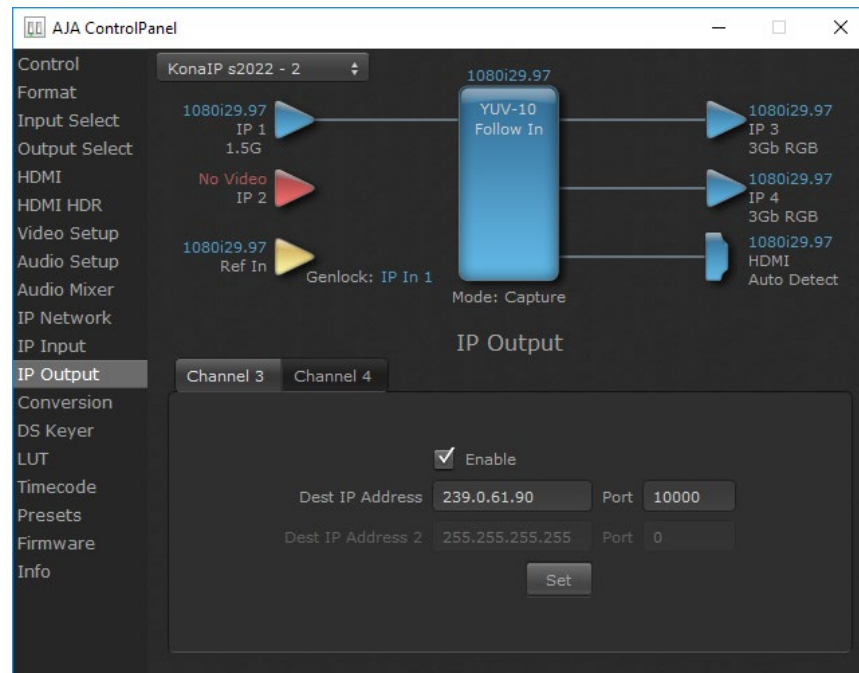 AJA ControlPanel
Control
Format
Input Select
Output Select
HDMI
HDMI HDR
Video Setup
Audio Setup
Audio Mixer
IP Network
IP Input
IP Output
Conversion
DS Keyer
LUT
Timecode
Presets
Firmware
Info
KonaIP s2022 - 2
1080i29.97
IP 1
1.5G
No Video
IP 2
1080i29.97
Ref In
Genlock: IP In 1
1080i29.97
YUV-10
Follow In
Mode: Capture
1080i29.97
IP 3
3Gb RGB
1080i29.97
IP 4
3Gb RGB
1080i29.97
HDMI
Auto Detect
IP Output
Channel 3 Channel 4
Enable
Dest IP Address 239.0.61.90 Port 10000
Dest IP Address 2 255.255.255.255 Port 0
Set